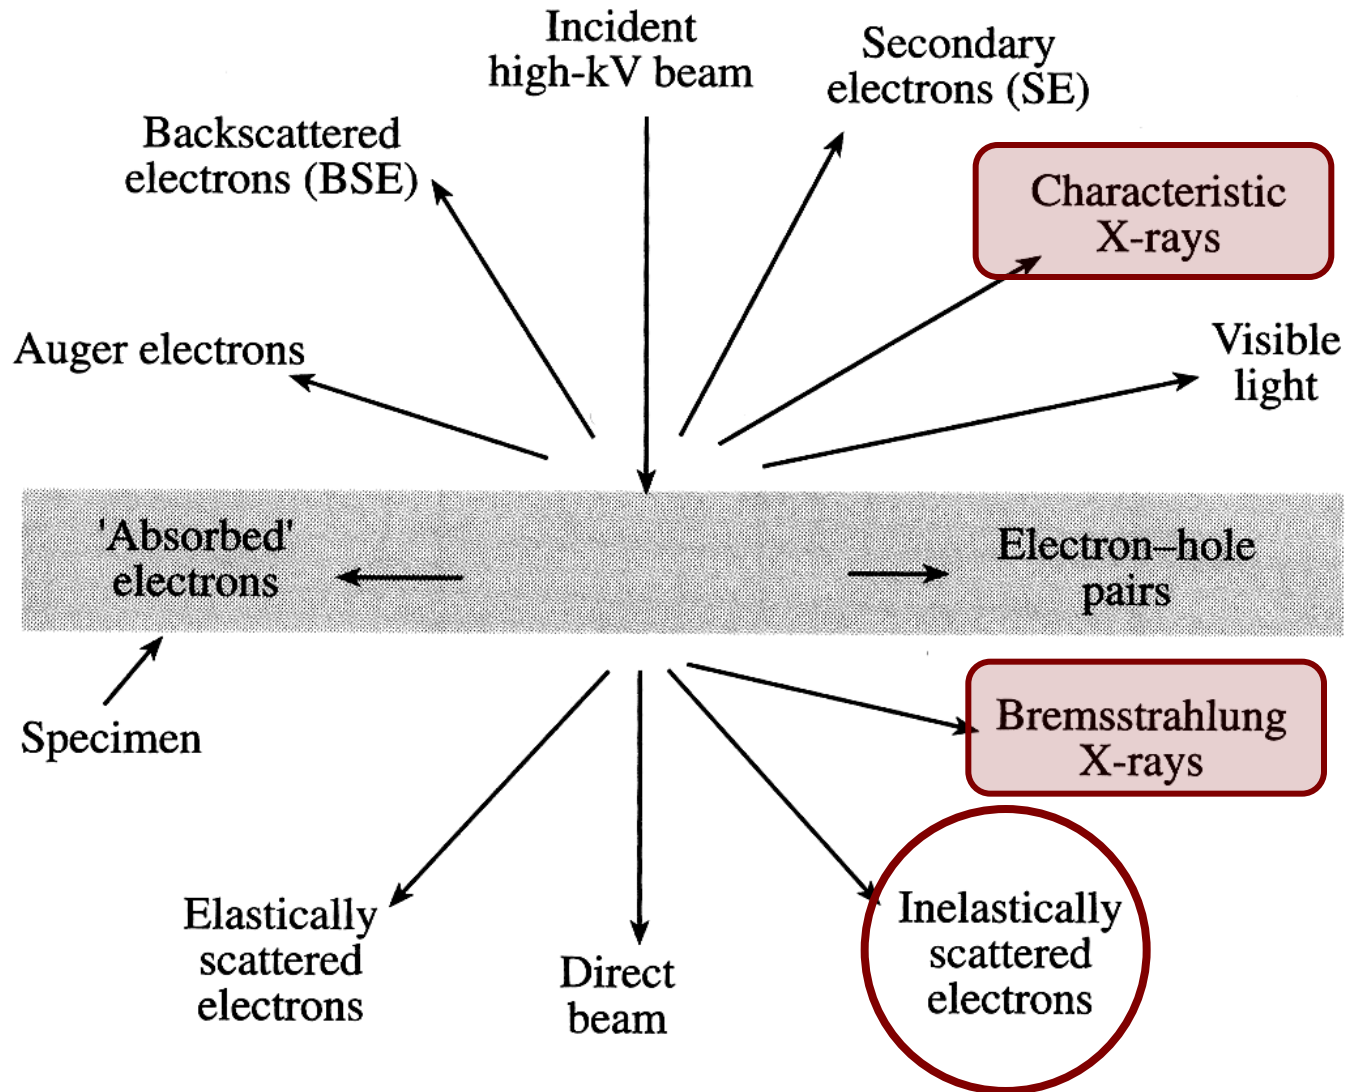 Incident
high-kV beam
Secondary
electrons (SE)
Backscattered
electrons (BSE)
Characteristic
X-rays
Auger electrons
Visible
light
'Absorbed'
electrons
Electron–hole
pairs
Specimen
Bremsstrahlung
X-rays
Elastically
scattered
electrons
Direct
beam
Inelastically
scattered
electrons